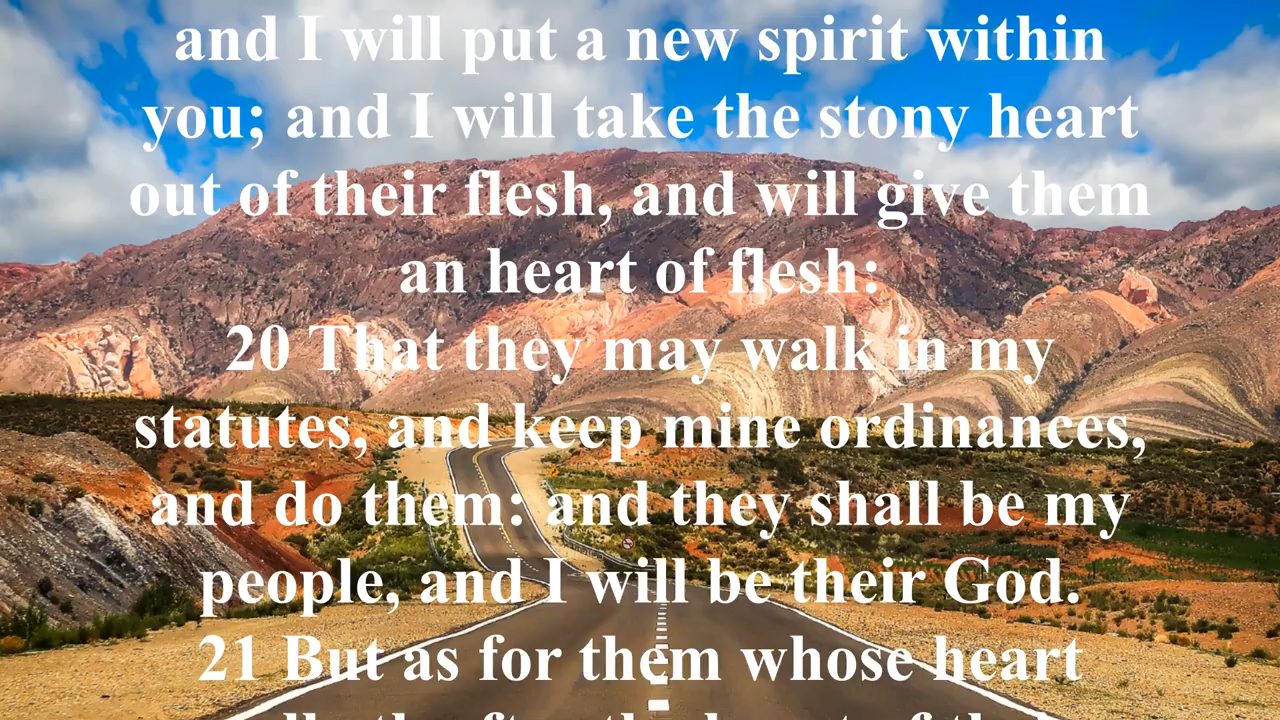 and I will put a new spirit within
you; and I will take the stony heart
out of their flesh, and will give them
an heart of flesh:
20 That they may walk in my
statutes, and keep mine ordinances,
and do them: and they shall be my
people, and I will be their God.
21 But as for them whose heart